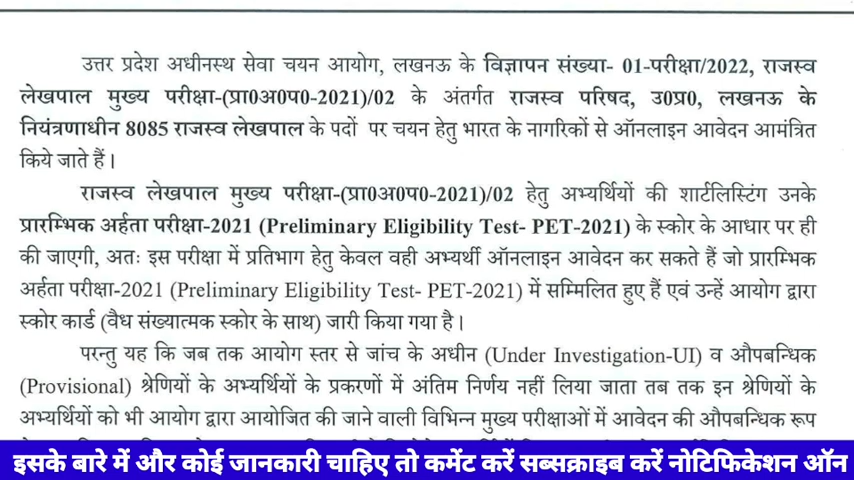 उत्तर प्रदेश अधीनस्थ सेवा चयन आयोग, लखनऊ के विज्ञापन संख्या- 01-परीक्षा/2022, राजस्व
लेखपाल मुख्य परीक्षा-(प्रा0अ0प0-2021)/02 के अंतर्गत राजस्व परिषद, उ0प्र0, लखनऊ के
नियंत्रणाधीन 8085 राजस्व लेखपाल के पदों पर चयन हेतु भारत के नागरिकों से ऑनलाइन आवेदन आमंत्रित
किये जाते हैं।
राजस्व लेखपाल मुख्य परीक्षा-(प्रा0अ0प0-2021)/02 हेतु अभ्यर्थियों की शार्टलिस्टिंग उनके
प्रारम्भिक अर्हता परीक्षा-2021 (Preliminary Eligibility Test- PET-2021) के स्कोर के आधार पर ही
की जाएगी, अतः इस परीक्षा में प्रतिभाग हेतु केवल वही अभ्यर्थी ऑनलाइन आवेदन कर सकते हैं जो प्रारम्भिक
अर्हता परीक्षा-2021 (Preliminary Eligibility Test- PET-2021) में सम्मिलित हुए हैं एवं उन्हें आयोग द्वारा
स्कोर कार्ड (वैध संख्यात्मक स्कोर के साथ) जारी किया गया है।
परन्तु यह कि जब तक आयोग स्तर से जांच के अधीन (Under Investigation-UI) व औपबन्धिक
(Provisional) श्रेणियों के अभ्यर्थियों के प्रकरणों में अंतिम निर्णय नहीं लिया जाता तब तक इन श्रेणियों के
अभ्यर्थियों को भी आयोग द्वारा आयोजित की जाने वाली विभिन्न मुख्य परीक्षाओं में आवेदन की औपबन्धिक रूप
इसके बारे में और कोई जानकारी चाहिए तो कमेंट करें सब्सक्राइब करें नोटिफिकेशन ऑन